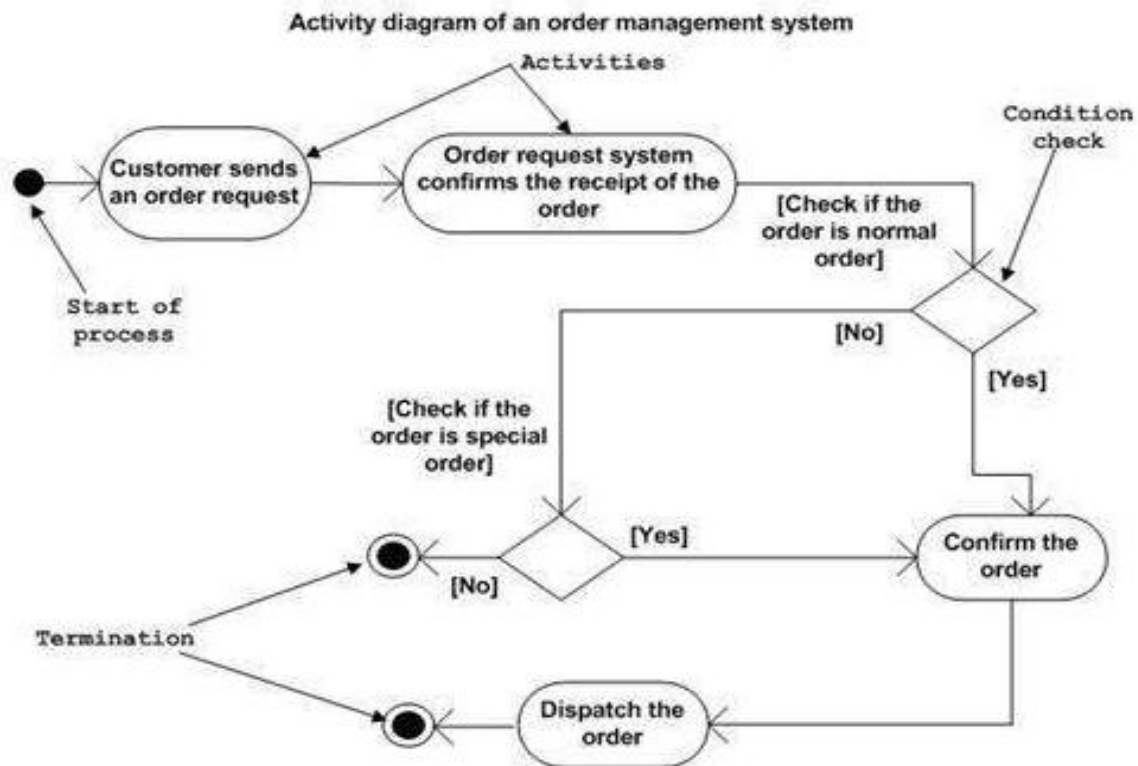 Activity diagram of an order management system
Activities
Condition
check
Customer sends
an order request
Order request system
confirms the receipt of the
order
[Check if the
order is normal
order]
Start of
process
[No]
[Yes]
[Check if the
order is special
order]
[Yes]
[No]
Confirm the
order
Termination
Dispatch the
order